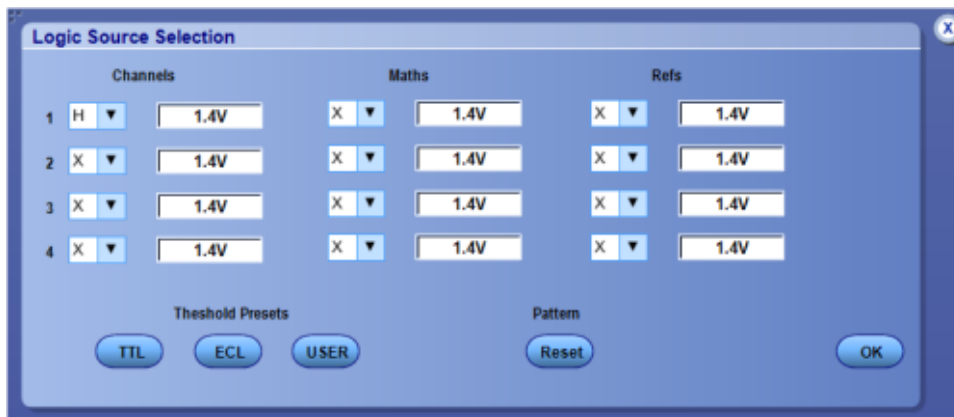 X
Logic Source Selection
Channels Maths Refs
1 H ▼ 1.4V X ▼ 1.4V X ▼ 1.4V
2 X ▼ 1.4V X ▼ 1.4V X ▼ 1.4V
3 X ▼ 1.4V X ▼ 1.4V X ▼ 1.4V
4 X ▼ 1.4V X ▼ 1.4V X ▼ 1.4V
Theshold Presets Pattern
TTL ECL USER Reset OK